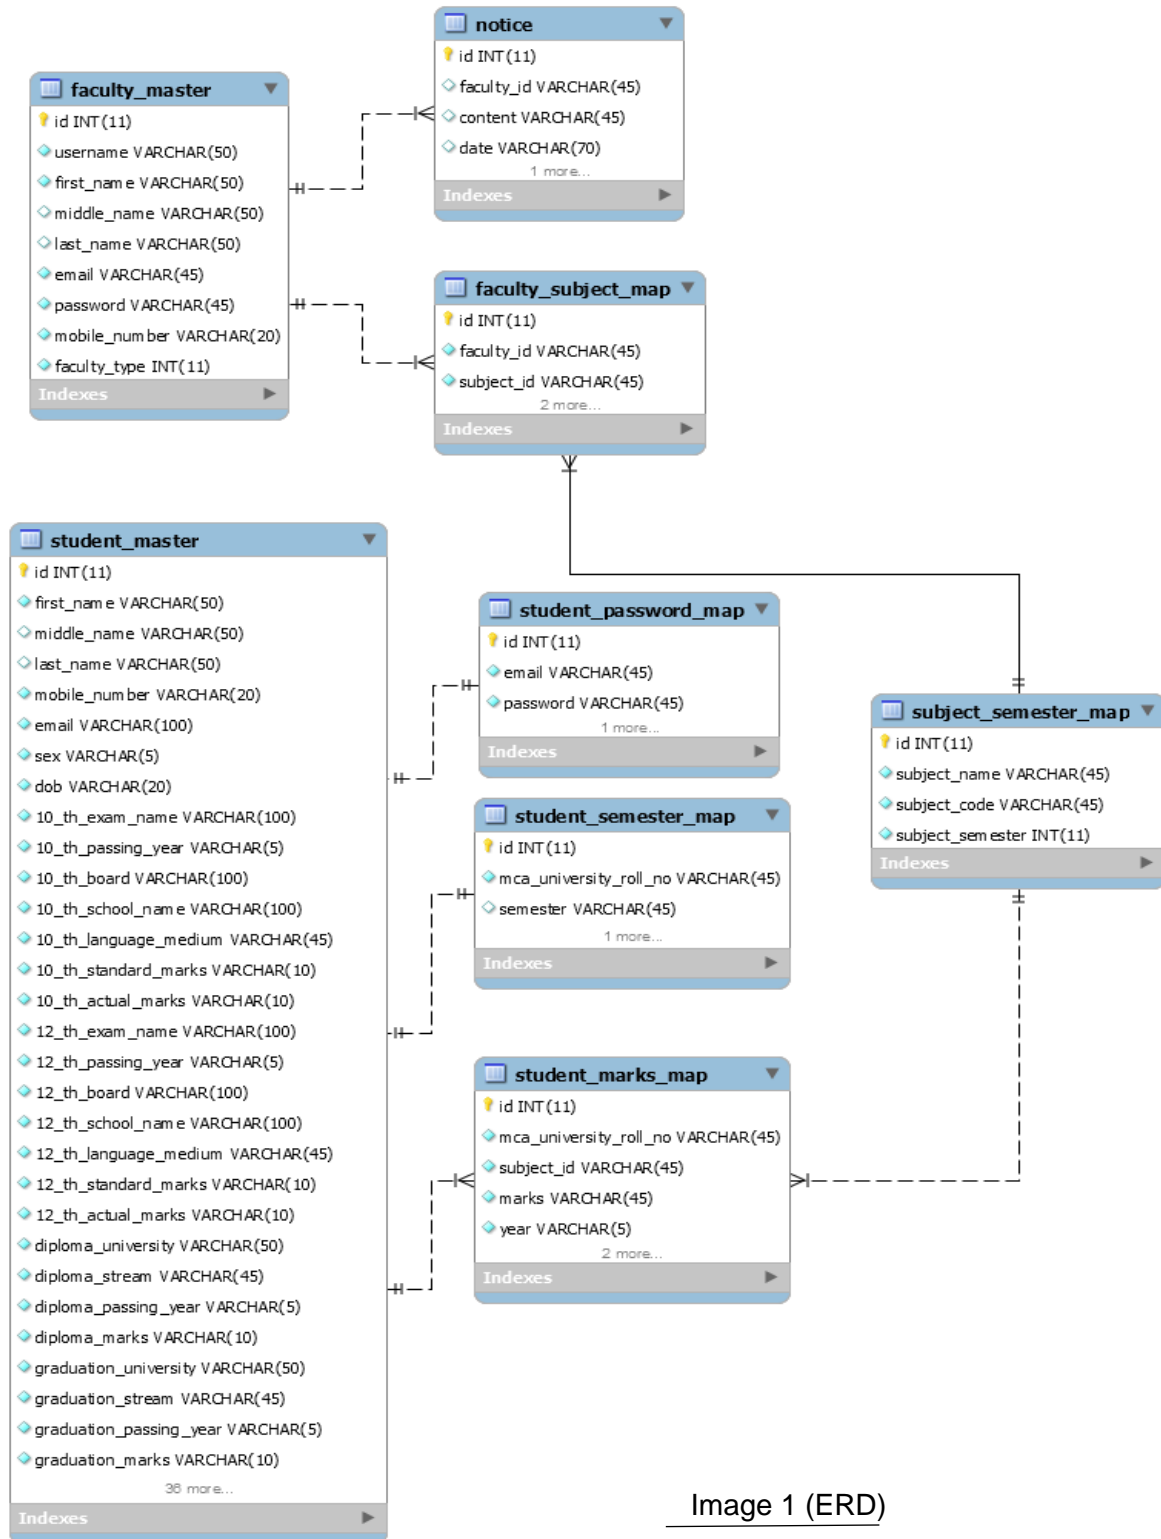 notice
id INT(11)
faculty_id VARCHAR(45)
content VARCHAR(45)
date VARCHAR(70)
1 more...
Indexes
faculty_master
id INT(11)
username VARCHAR(50)
first_name VARCHAR(50)
middle_name VARCHAR(50)
last_name VARCHAR(50)
email VARCHAR(45)
password VARCHAR(45)
mobile_number VARCHAR(20)
faculty_type INT(11)
Indexes
faculty_subject_map
id INT(11)
faculty_id VARCHAR(45)
subject_id VARCHAR(45)
2 more...
Indexes
student_master
id INT(11)
first_name VARCHAR(50)
middle_name VARCHAR(50)
last_name VARCHAR(50)
mobile_number VARCHAR(20)
email VARCHAR(100)
sex VARCHAR(5)
dob VARCHAR(20)
10_th_exam_name VARCHAR(100)
10_th_passing_year VARCHAR(5)
10_th_board VARCHAR(100)
10_th_school_name VARCHAR(100)
10_th_language_medium VARCHAR(45)
10_th_standard_marks VARCHAR(10)
10_th_actual_marks VARCHAR(10)
12_th_exam_name VARCHAR(100)
12_th_passing_year VARCHAR(5)
12_th_board VARCHAR(100)
12_th_school_name VARCHAR(100)
12_th_language_medium VARCHAR(45)
12_th_standard_marks VARCHAR(10)
12_th_actual_marks VARCHAR(10)
diploma_university VARCHAR(50)
diploma_stream VARCHAR(45)
diploma_passing_year VARCHAR(5)
diploma_marks VARCHAR(10)
graduation_university VARCHAR(50)
graduation_stream VARCHAR(45)
graduation_passing_year VARCHAR(5)
graduation_marks VARCHAR(10)
36 more...
Indexes
student_password_map
id INT(11)
email VARCHAR(45)
password VARCHAR(45)
1 more...
Indexes
student_semester_map
id INT(11)
mca_university_roll_no VARCHAR(45)
semester VARCHAR(45)
1 more...
Indexes
subject_semester_map
id INT(11)
subject_name VARCHAR(45)
subject_code VARCHAR(45)
subject_semester INT(11)
Indexes
student_marks_map
id INT(11)
mca_university_roll_no VARCHAR(45)
subject_id VARCHAR(45)
marks VARCHAR(45)
year VARCHAR(5)
2 more...
Indexes
Image 1 (ERD)